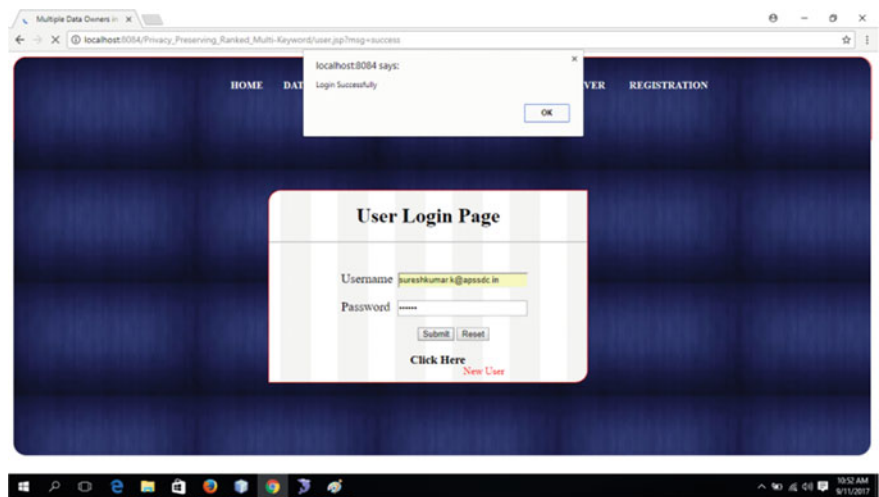 Multiple Data Owners in
localhost:8084/Privacy_Preserving_Ranked_Multi-Keyword/user.jsp?msg=success
localhost:8084 says:
Login Successfully
OK
HOME DAT VER REGISTRATION
User Login Page
Username sureshkumar.k@apssdc.in
Password ••••••
Submit Reset
Click Here
New User
10:52 AM
9/11/2017